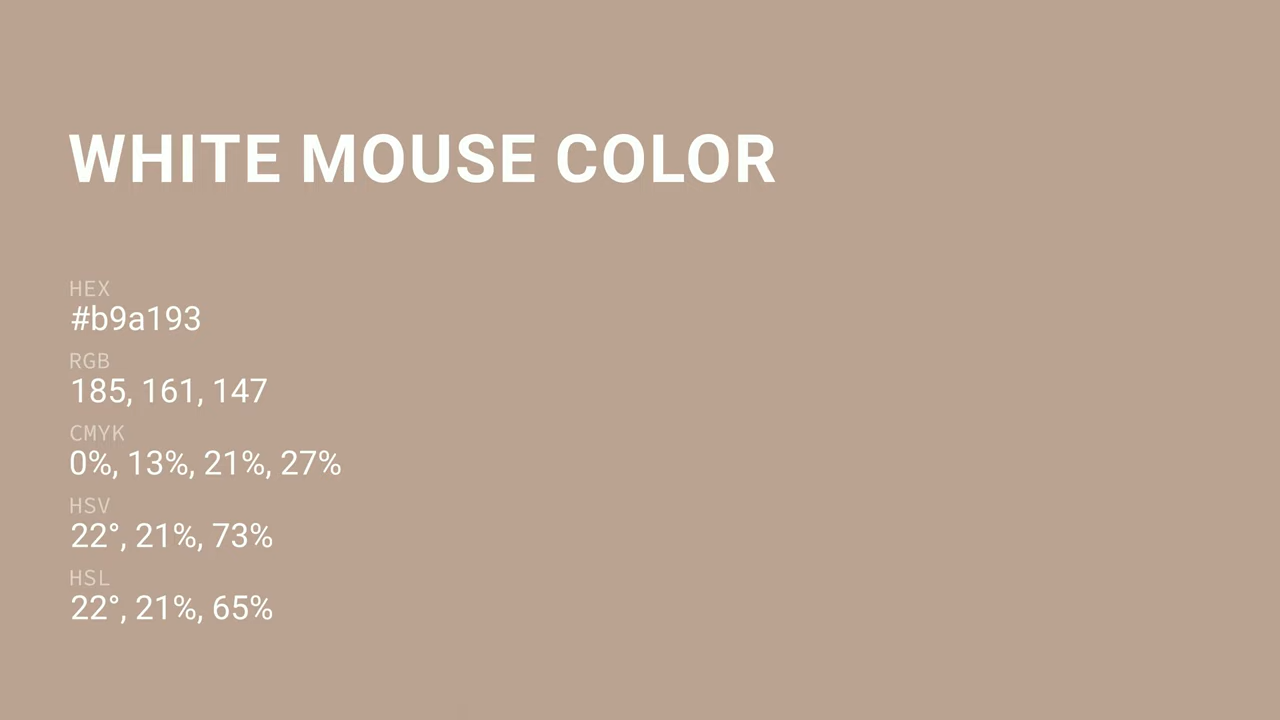 WHITE MOUSE COLOR
HEX
#b9a193
RGB
185, 161, 147
CMYK
0%, 13%, 21%, 27%
HSV
22°, 21%, 73%
HSL
22°, 21%, 65%